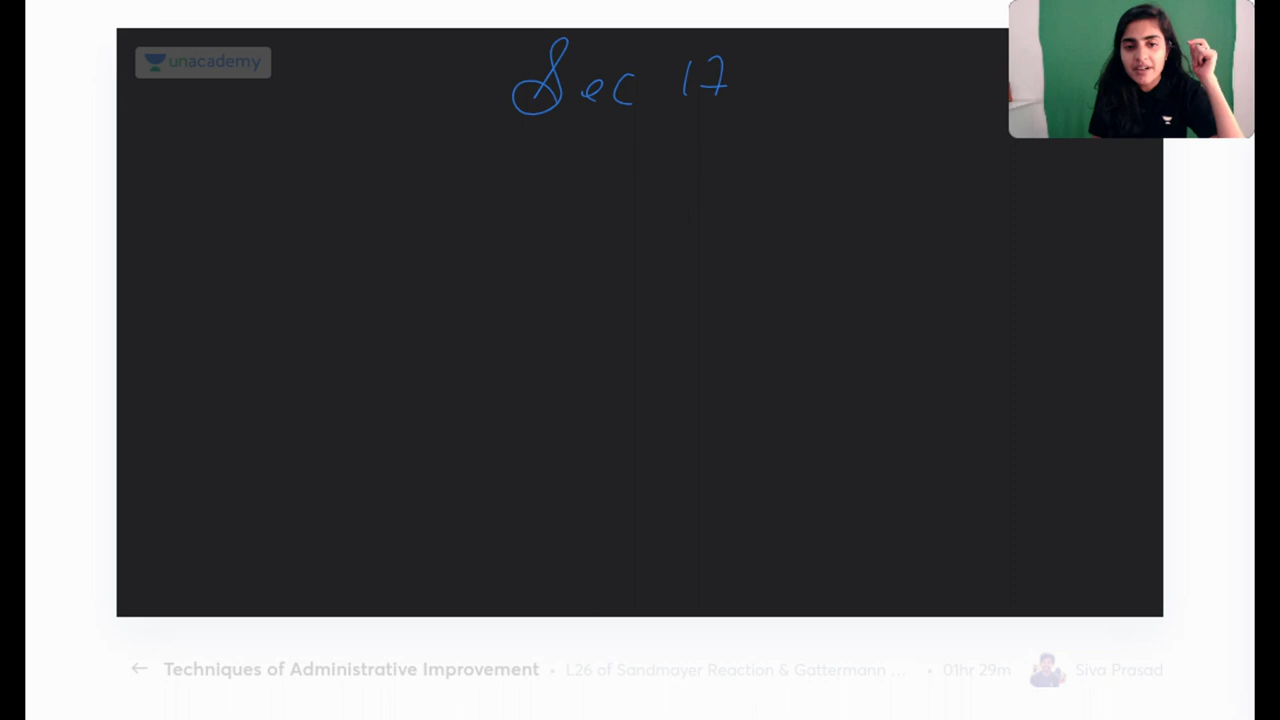 unacademy
Sec 17
← Techniques of Administrative Improvement • L26 of Sandmayer Reaction & Gattermann ... • 01hr 29m Siva Prasad